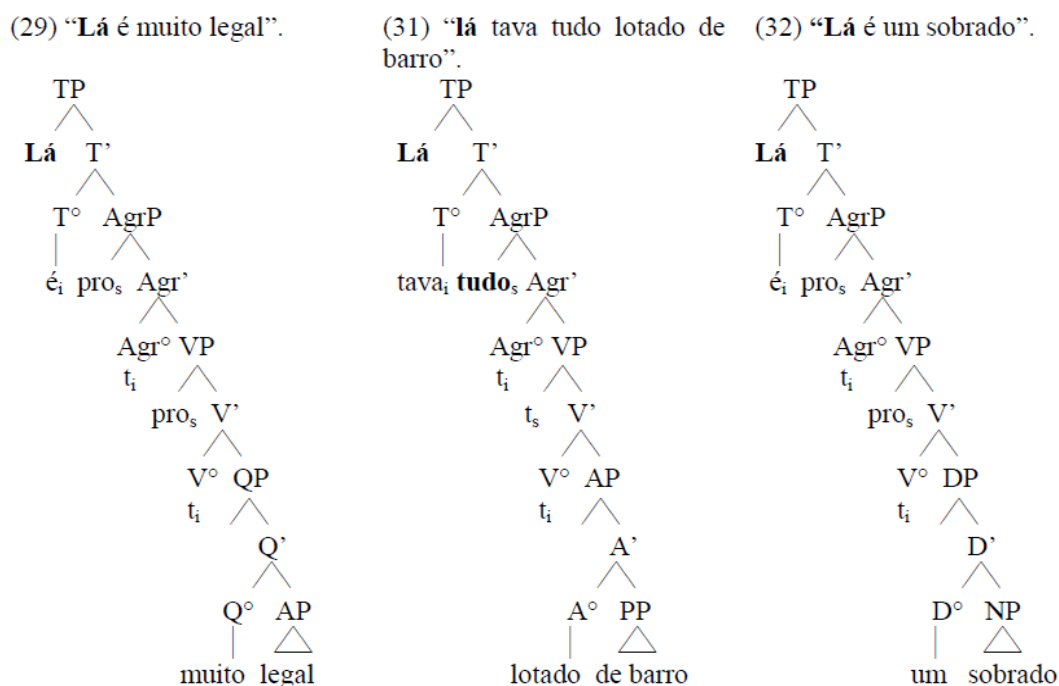 (29) “Lá é muito legal”. (31) “lá tava tudo lotado de barro”. (32) “Lá é um sobrado”.
TP TP TP
Lá T’ Lá T’ Lá T’
T° AgrP T° AgrP T° AgrP
éi pros Agr’ tavai tudos Agr’ éi pros Agr’
Agr° VP Agr° VP Agr° VP
ti ti ti
pros V’ ts V’ pros V’
V° QP V° AP V° DP
ti ti ti
Q’ A’ D’
Q° AP A° PP D° NP
muito legal lotado de barro um sobrado